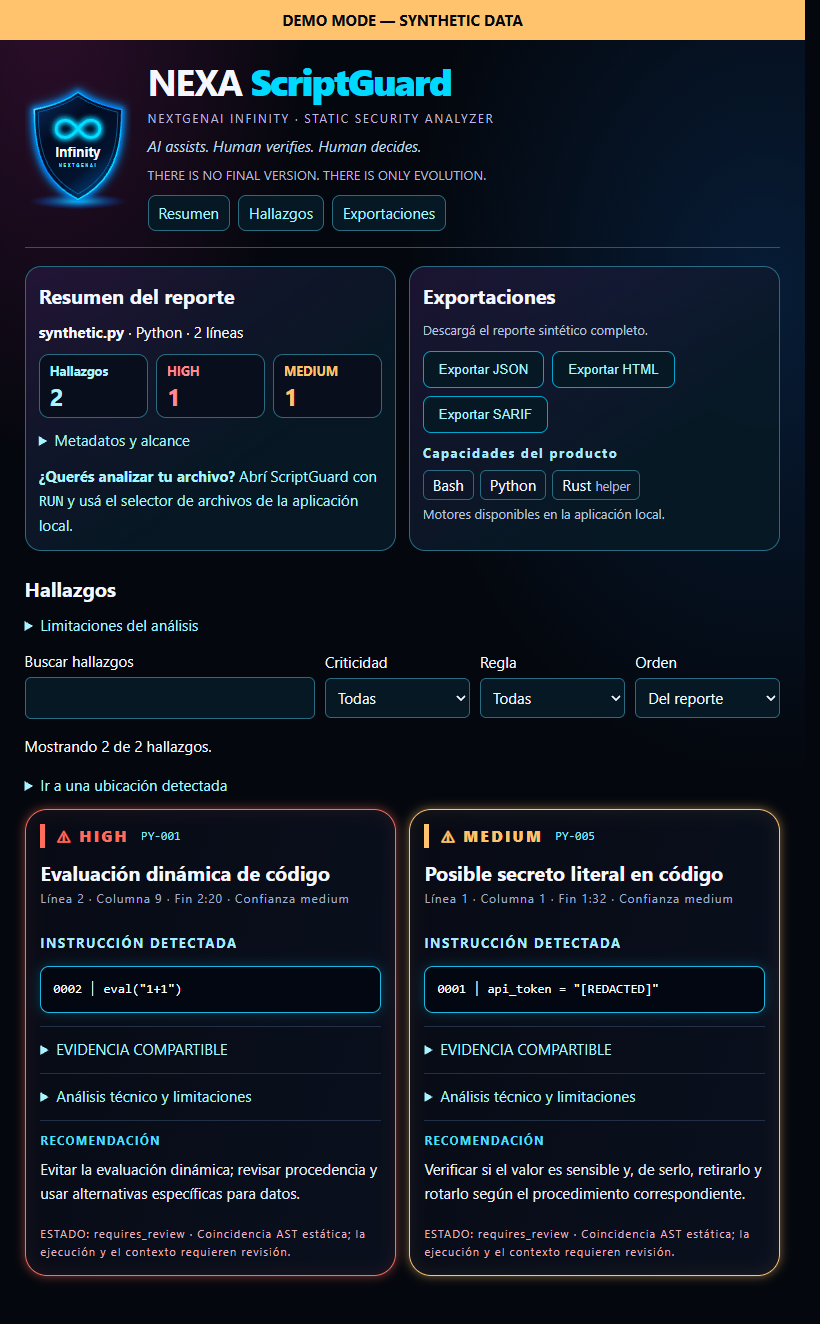 DEMO MODE — SYNTHETIC DATA
Infinity
NEXTGENAI
NEXA ScriptGuard
NEXTGENAI INFINITY · STATIC SECURITY ANALYZER
AI assists. Human verifies. Human decides.
THERE IS NO FINAL VERSION. THERE IS ONLY EVOLUTION.
Resumen Hallazgos Exportaciones
Resumen del reporte
synthetic.py · Python · 2 líneas
Hallazgos HIGH MEDIUM
2 1 1
▶ Metadatos y alcance
¿Querés analizar tu archivo? Abrí ScriptGuard con
RUN y usá el selector de archivos de la aplicación
local.
Exportaciones
Descargá el reporte sintético completo.
Exportar JSON Exportar HTML
Exportar SARIF
Capacidades del producto
Bash Python Rust helper
Motores disponibles en la aplicación local.
Hallazgos
▶ Limitaciones del análisis
Buscar hallazgos Criticidad Regla Orden
Todas Todas Del reporte
Mostrando 2 de 2 hallazgos.
▶ Ir a una ubicación detectada
⚠ HIGH PY-001
Evaluación dinámica de código
Línea 2 · Columna 9 · Fin 2:20 · Confianza medium
INSTRUCCIÓN DETECTADA
0002 │ eval("1+1")
▶ EVIDENCIA COMPARTIBLE
▶ Análisis técnico y limitaciones
RECOMENDACIÓN
Evitar la evaluación dinámica; revisar procedencia y
usar alternativas específicas para datos.
ESTADO: requires_review · Coincidencia AST estática; la
ejecución y el contexto requieren revisión.
⚠ MEDIUM PY-005
Posible secreto literal en código
Línea 1 · Columna 1 · Fin 1:32 · Confianza medium
INSTRUCCIÓN DETECTADA
0001 │ api_token = "[REDACTED]"
▶ EVIDENCIA COMPARTIBLE
▶ Análisis técnico y limitaciones
RECOMENDACIÓN
Verificar si el valor es sensible y, de serlo, retirarlo y
rotarlo según el procedimiento correspondiente.
ESTADO: requires_review · Coincidencia AST estática; la
ejecución y el contexto requieren revisión.